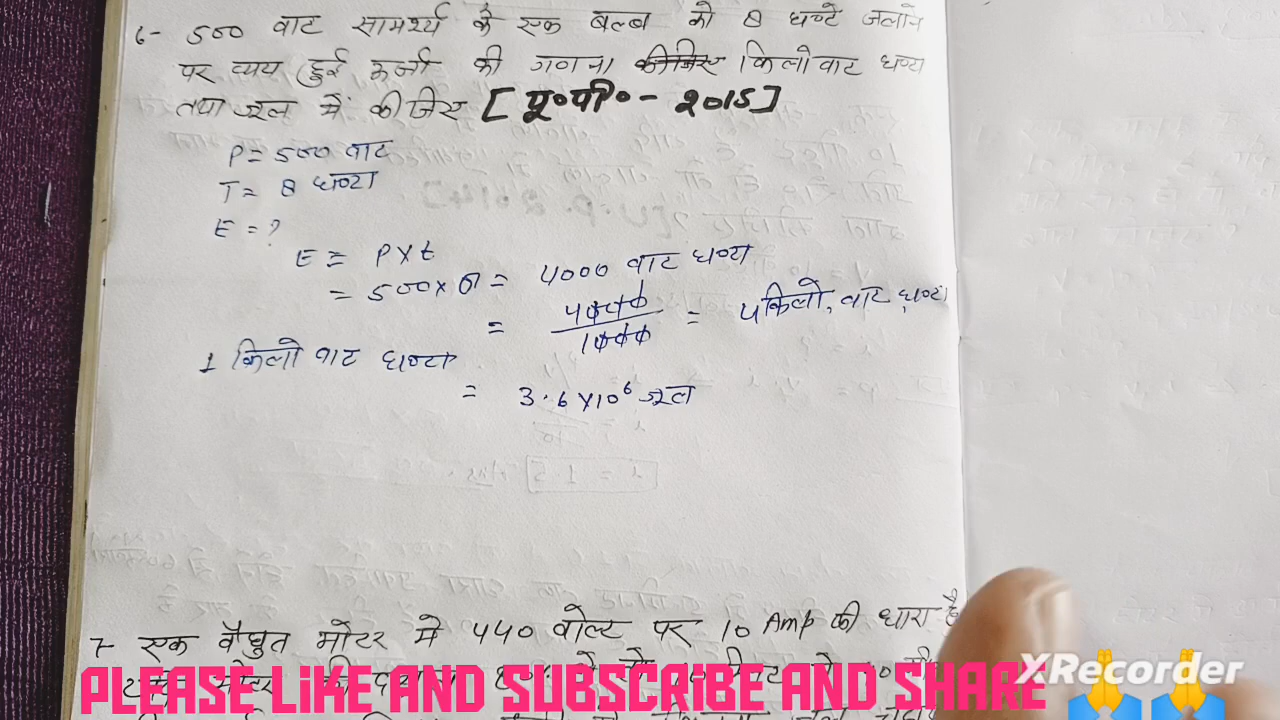 6- 500 वाट सामर्थ्य के एक बल्ब को 8 घण्टे जलाने
पर व्यय हुई ऊर्जा की गणना कीजिए किलोवाट घण्टा
तथा जूल में कीजिए [यू०पी०- 2015]
P = 500 वाट
T = 8 घण्टा
E = ?
E = P x t
= 500 x 8 = 4000 वाट घण्टा
= 4000/1000 = 4 किलो, वाट घण्टा
1 किलो वाट घण्टा
= 3.6 x 10⁶ जूल
7- एक वैधुत मोटर मे 440 वोल्ट पर 10 Amp की धारा है
PLEASE LIKE AND SUBSCRIBE AND SHARE 🙏 🙏
XRecorder